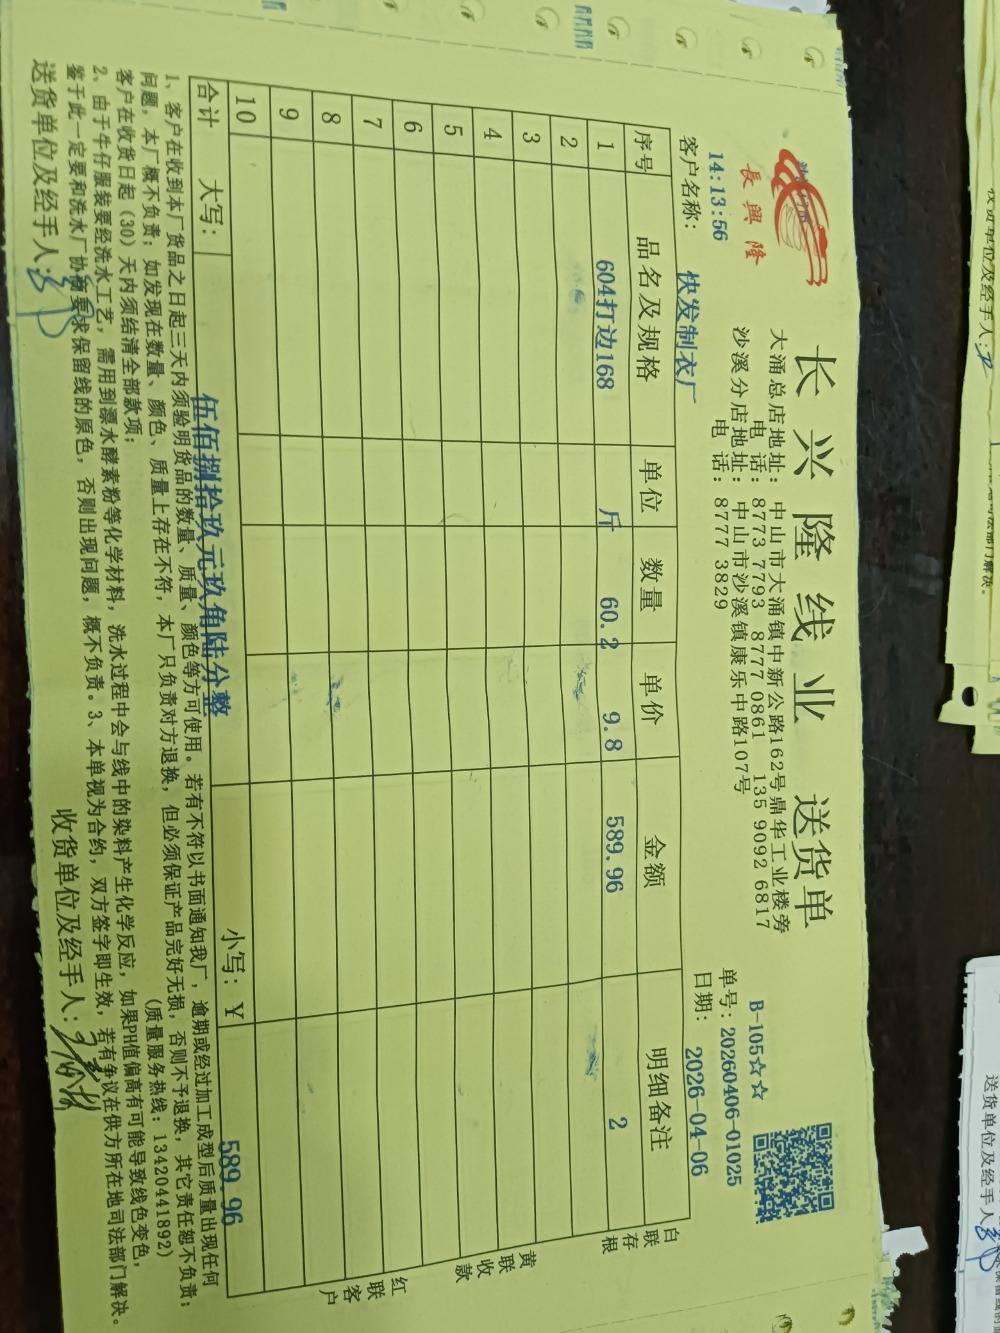 长兴隆线业 送货单
長興隆
大涌总店地址：中山市大涌镇中新公路162号鼎华工业楼旁
电 话：8773 7793 8777 0861 135 9092 6817
沙溪分店地址：中山市沙溪镇康乐中路107号
电 话：8777 3829
B-105☆☆
单号：20260406-01025
14:13:56
客户名称：快发制衣厂
日期：2026-04-06
序号 品名及规格 单位 数量 单价 金额 明细备注
1 604打边168 斤 60.2 9.8 589.96 2
2
3
4
5
6
7
8
9
10
合计 大写：伍佰捌拾玖元玖角陆分整 小写：￥ 589.96
白联存根
黄联收款
红联客户
1、客户在收到本厂货品之日起三天内须验明货品的数量、质量、颜色等方可使用。若有不符以书面通知我厂，逾期或经过加工成型后质量出现任何
问题，本厂概不负责；如发现在数量、颜色、质量上存在不符，本厂只负责对方退换，但必须保证产品完好无损，否则不予退换，其它责任恕不负责；
客户在收货日起（30）天内须结清全部款项； （质量服务热线：13420441892）
2、由于牛仔服装要经洗水工艺，需用到漂水酵素粉等化学材料，洗水过程中会与线中的染料产生化学反应，如果PH值偏高有可能导致线色变色，
鉴于此一定要和洗水厂协商要求保留线的原色，否则出现问题，概不负责。3、本单视为合约，双方签字即生效，若有争议在供方所在地司法部门解决。
送货单位及经手人：
收货单位及经手人：
收货单位及经手人：
送货单位及经手人